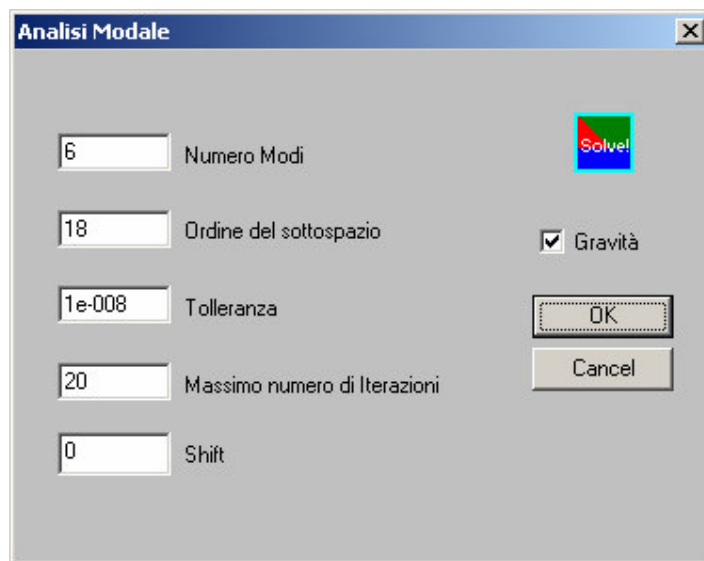 Analisi Modale
6 Numero Modi
Solve!
18 Ordine del sottospazio
Gravità
1e-008 Tolleranza
OK
20 Massimo numero di Iterazioni
Cancel
0 Shift